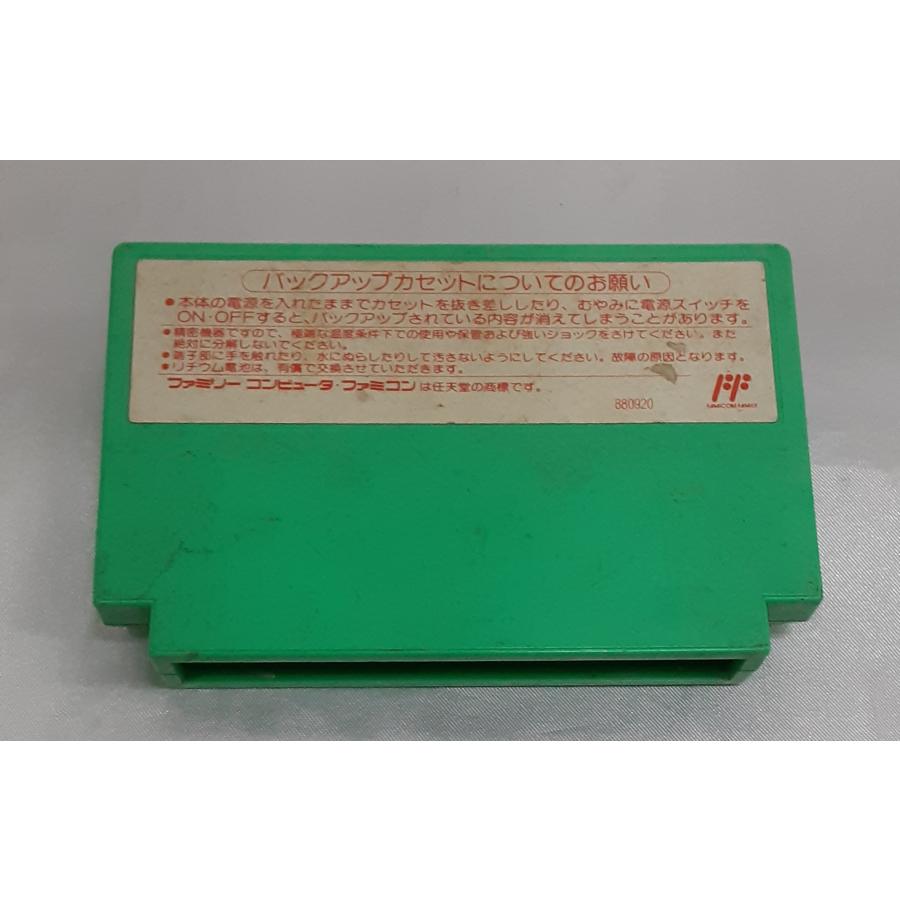 バックアップカセットについてのお願い
●本体の電源を入れたままでカセットを抜き差ししたり、むやみに電源スイッチを
ON・OFFすると、バックアップされている内容が消えてしまうことがあります。
●精密機器ですので、極端な温度条件下での使用や保管および強いショックをさけてください。また
絶対に分解しないでください。
●端子部に手を触れたり、水にぬらしたりして汚さないようにしてください。故障の原因となります。
●リチウム電池は、有償で交換させていただきます。
ファミリー コンピュータ・ファミコンは任天堂の商標です。
FF
FAMICOM FAMILY
880920